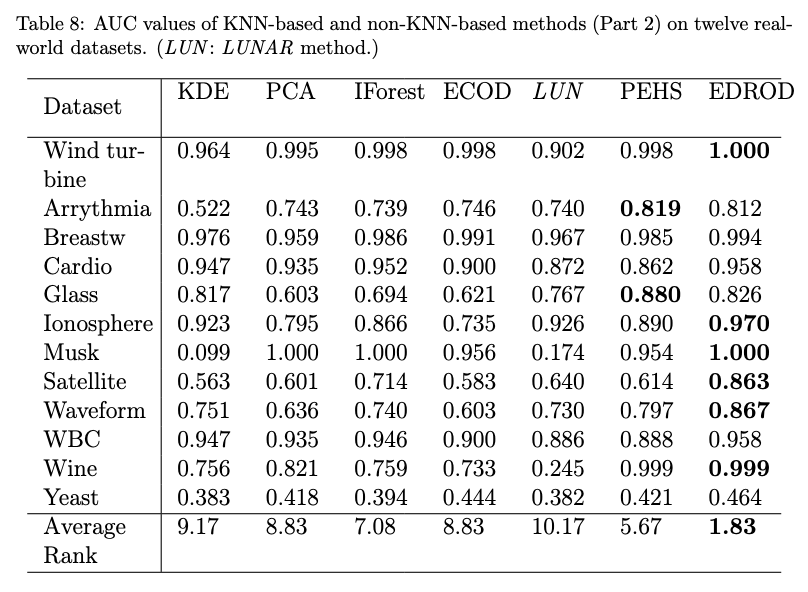 Table 8: AUC values of KNN-based and non-KNN-based methods (Part 2) on twelve real-
world datasets. (LUN: LUNAR method.)
Dataset KDE PCA IForest ECOD LUN PEHS EDROD
Wind tur- 0.964 0.995 0.998 0.998 0.902 0.998 1.000
bine
Arrythmia 0.522 0.743 0.739 0.746 0.740 0.819 0.812
Breastw 0.976 0.959 0.986 0.991 0.967 0.985 0.994
Cardio 0.947 0.935 0.952 0.900 0.872 0.862 0.958
Glass 0.817 0.603 0.694 0.621 0.767 0.880 0.826
Ionosphere 0.923 0.795 0.866 0.735 0.926 0.890 0.970
Musk 0.099 1.000 1.000 0.956 0.174 0.954 1.000
Satellite 0.563 0.601 0.714 0.583 0.640 0.614 0.863
Waveform 0.751 0.636 0.740 0.603 0.730 0.797 0.867
WBC 0.947 0.935 0.946 0.900 0.886 0.888 0.958
Wine 0.756 0.821 0.759 0.733 0.245 0.999 0.999
Yeast 0.383 0.418 0.394 0.444 0.382 0.421 0.464
Average 9.17 8.83 7.08 8.83 10.17 5.67 1.83
Rank